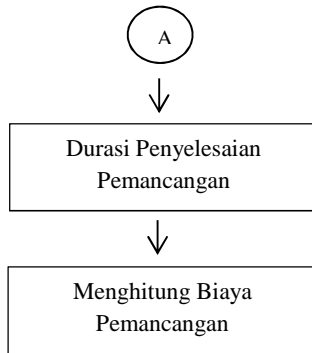 A
Durasi Penyelesaian
Pemancangan
Menghitung Biaya
Pemancangan